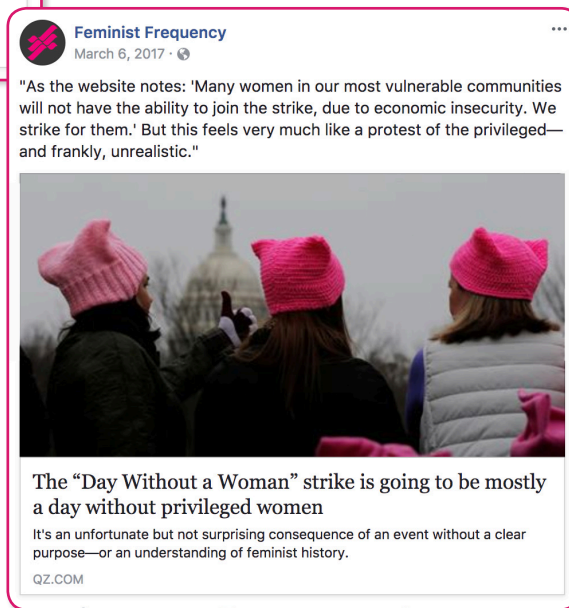 Feminist Frequency
March 6, 2017 ·
"As the website notes: 'Many women in our most vulnerable communities
will not have the ability to join the strike, due to economic insecurity. We
strike for them.' But this feels very much like a protest of the privileged—
and frankly, unrealistic."
The “Day Without a Woman” strike is going to be mostly
a day without privileged women
It's an unfortunate but not surprising consequence of an event without a clear
purpose—or an understanding of feminist history.
QZ.COM